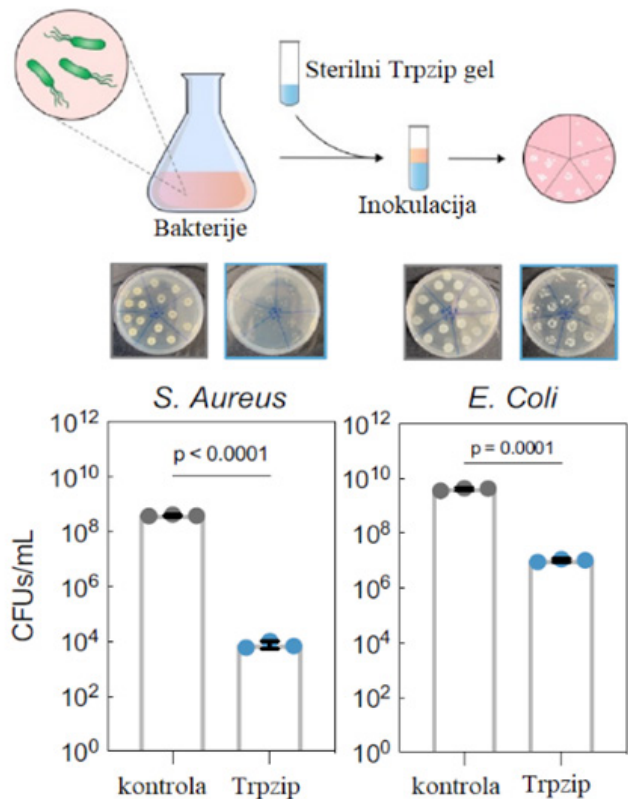 Sterilni Trpzip gel
Bakterije
Inokulacija
S. Aureus
E. Coli
CFUs/mL
10^12
10^10
10^8
10^6
10^4
10^2
10^0
p < 0.0001
kontrola
Trpzip
10^12
10^10
10^8
10^6
10^4
10^2
10^0
p = 0.0001
kontrola
Trpzip